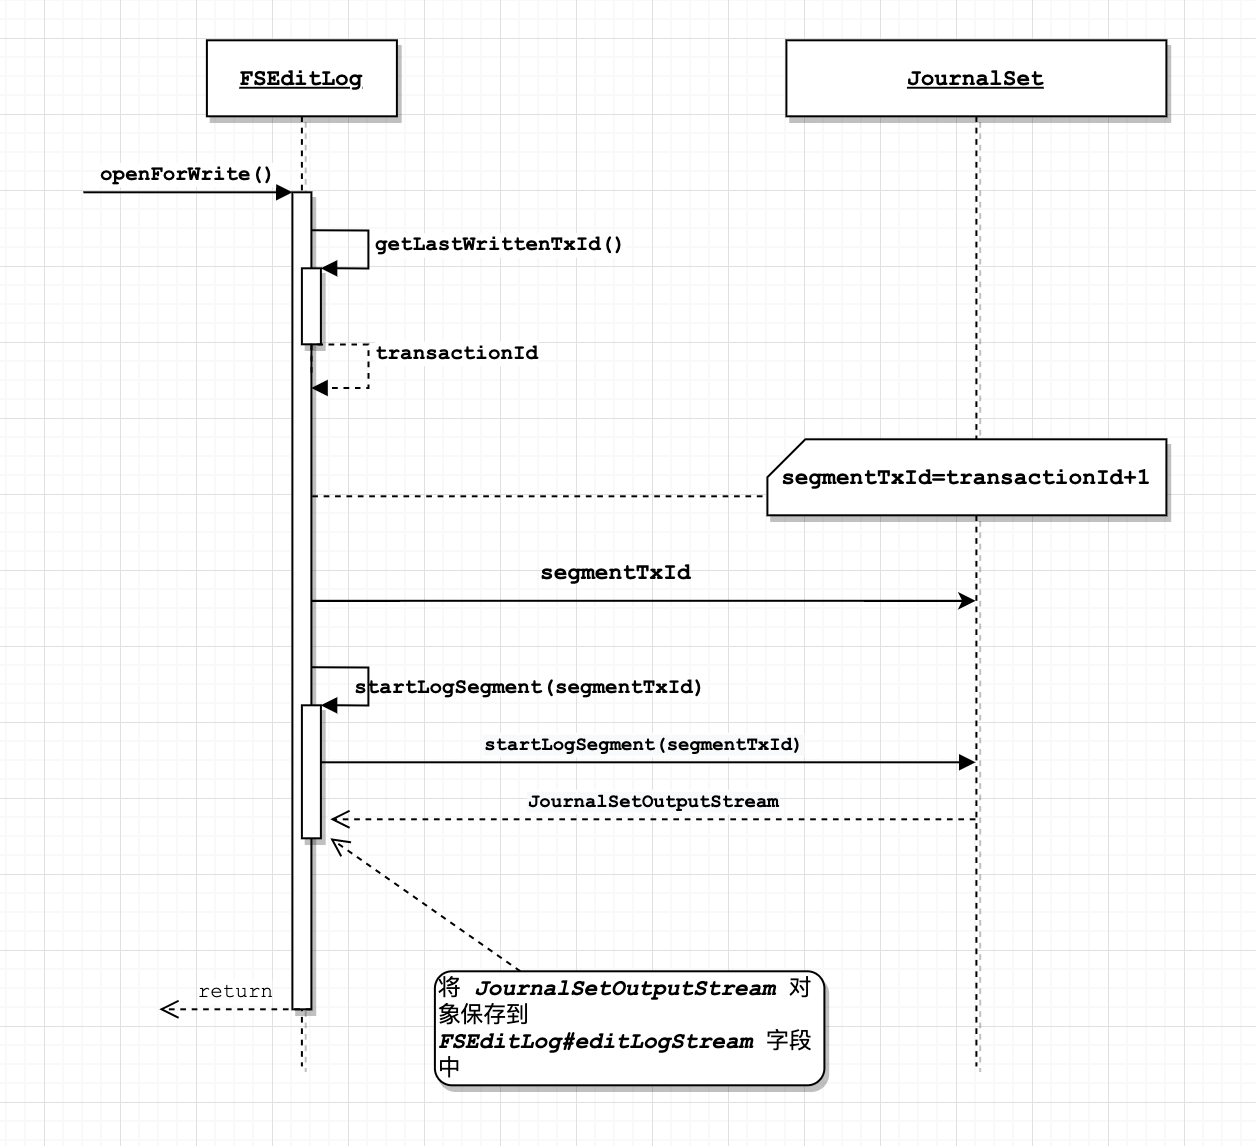 FSEditLog
JournalSet
openForWrite()
getLastWrittenTxId()
transactionId
segmentTxId=transactionId+1
segmentTxId
startLogSegment(segmentTxId)
startLogSegment(segmentTxId)
JournalSetOutputStream
return
将 JournalSetOutputStream 对
象保存到
FSEditLog#editLogStream 字段
中